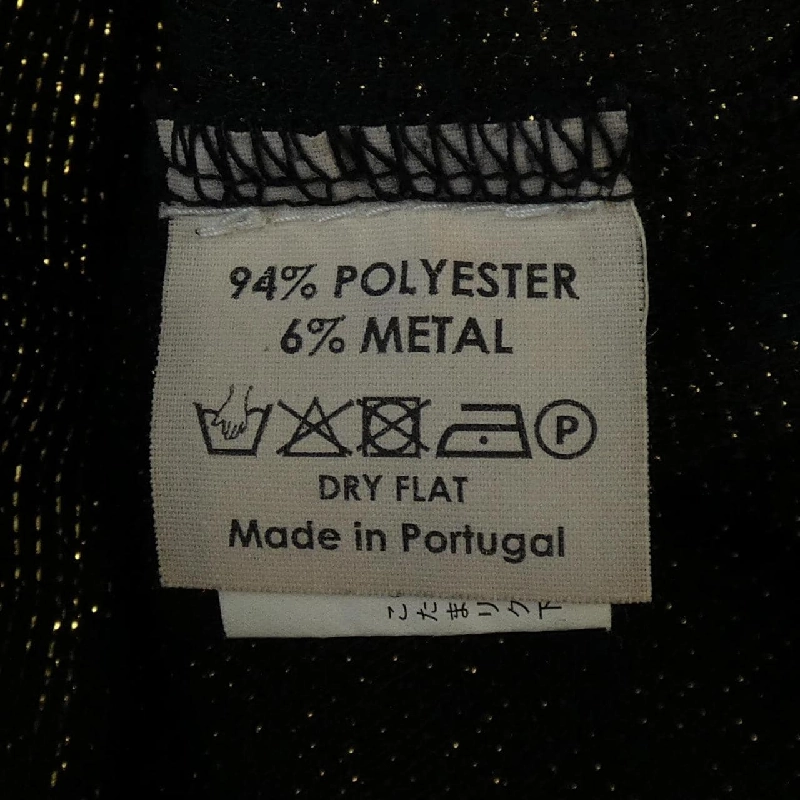 94% POLYESTER
6% METAL
P
DRY FLAT
Made in Portugal